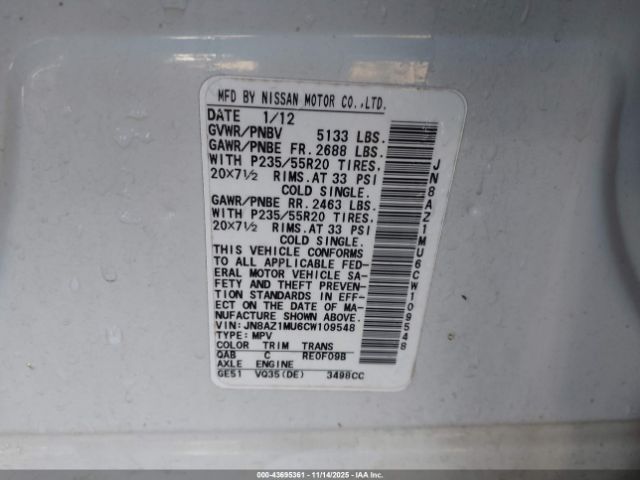 MFD BY NISSAN MOTOR CO.,LTD.
DATE 1/12
GVWR/PNBV 5133 LBS.
GAWR/PNBE FR. 2688 LBS.
WITH P235/55R20 TIRES.
20X7½ RIMS.AT 33 PSI
COLD SINGLE.
GAWR/PNBE RR. 2463 LBS.
WITH P235/55R20 TIRES.
20X7½ RIMS.AT 33 PSI
COLD SINGLE.
THIS VEHICLE CONFORMS
TO ALL APPLICABLE FED-
ERAL MOTOR VEHICLE SA-
FETY AND THEFT PREVEN-
TION STANDARDS IN EFF-
ECT ON THE DATE OF MA-
NUFACTURE SHOWN ABOVE.
VIN: JN8AZ1MU6CW109548
TYPE: MPV
COLOR TRIM TRANS
QAB C RE0F09B
AXLE ENGINE
GE51 VQ35(DE) 3498CC
JN8AZ1MU6CW109548
000-43695361 - 11/14/2025 - IAA Inc.